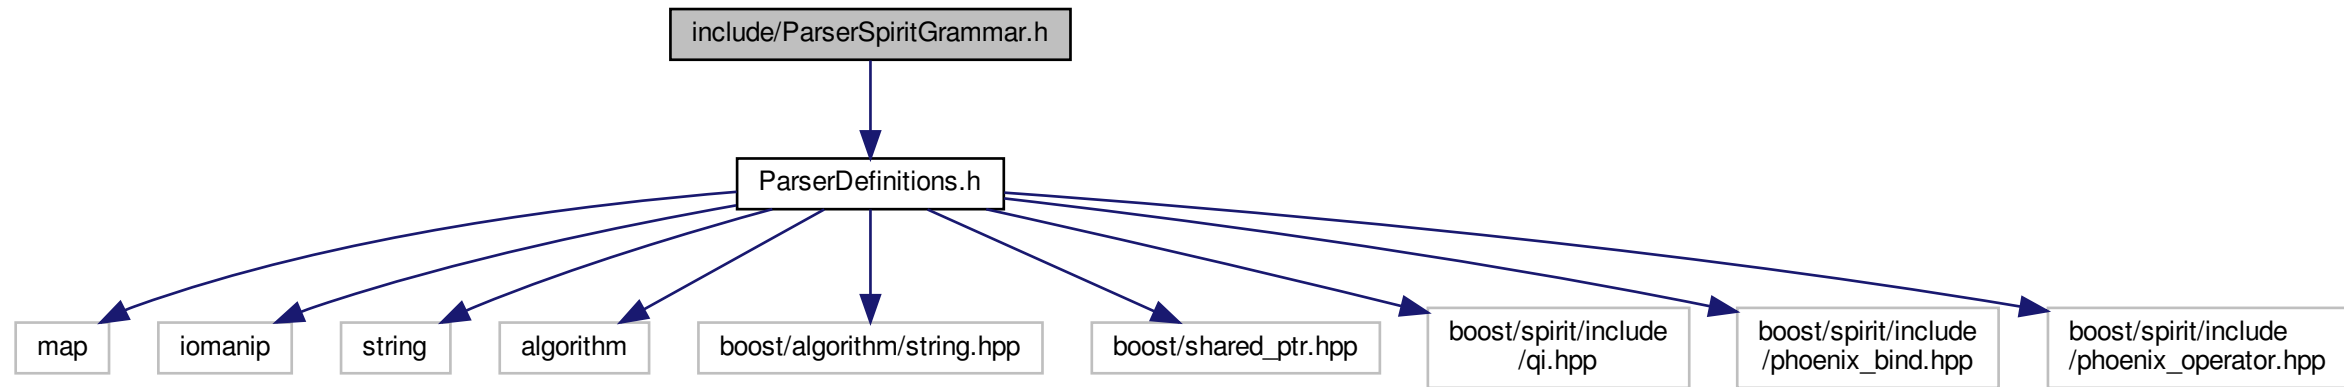 include/ParserSpiritGrammar.h
ParserDefinitions.h
map
iomanip
string
algorithm
boost/algorithm/string.hpp
boost/shared_ptr.hpp
boost/spirit/include
/qi.hpp
boost/spirit/include
/phoenix_bind.hpp
boost/spirit/include
/phoenix_operator.hpp